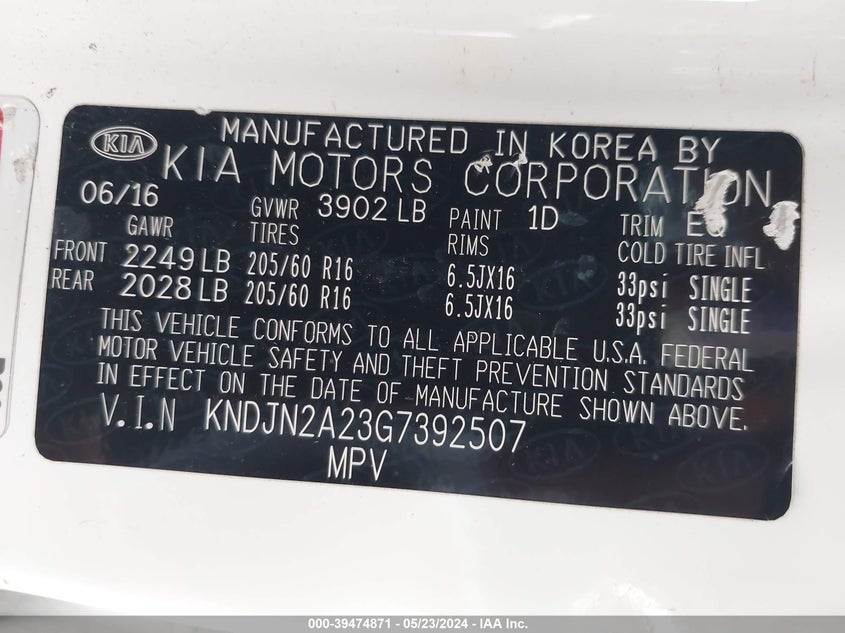 KIA
MANUFACTURED IN KOREA BY
KIA MOTORS CORPORATION
06/16 GVWR 3902 LB PAINT 1D TRIM
GAWR TIRES RIMS COLD TIRE INFL
FRONT 2249 LB 205/60 R16 6.5JX16 33psi SINGLE
REAR 2028 LB 205/60 R16 6.5JX16 33psi SINGLE
THIS VEHICLE CONFORMS TO ALL APPLICABLE U.S.A. FEDERAL
MOTOR VEHICLE SAFETY AND THEFT PREVENTION STANDARDS
IN EFFECT ON THE DATE OF MANUFACTURE SHOWN ABOVE.
V.I.N KNDJN2A23G7392507
MPV
000-39474871 - 05/23/2024 - IAA Inc.